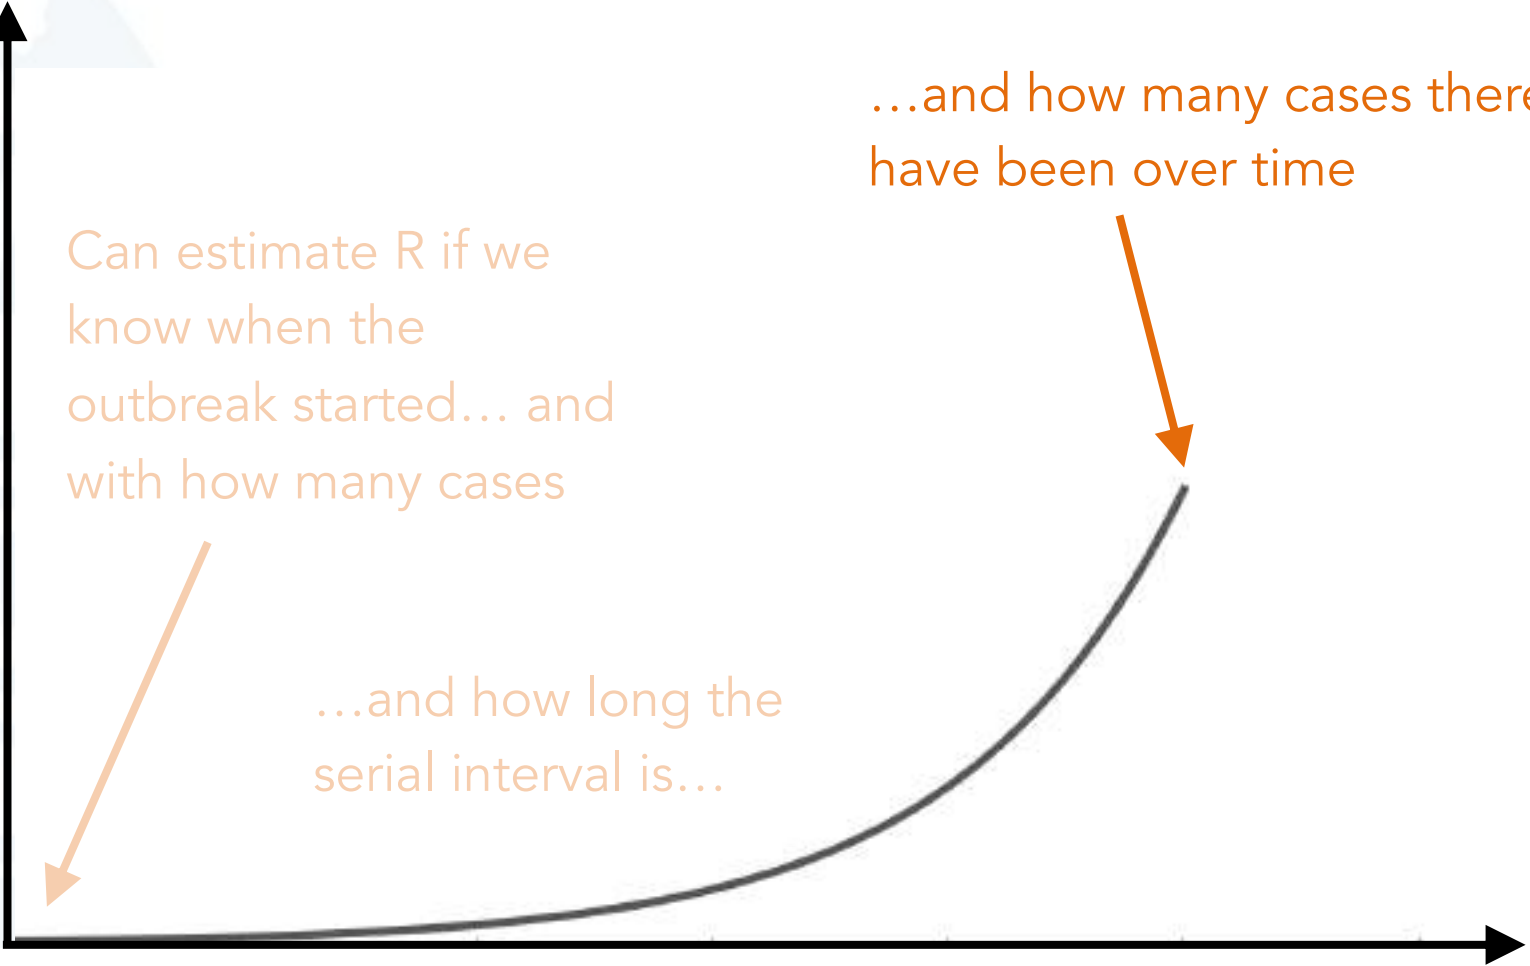 …and how many cases there
have been over time
Can estimate R if we
know when the
outbreak started… and
with how many cases
…and how long the
serial interval is…